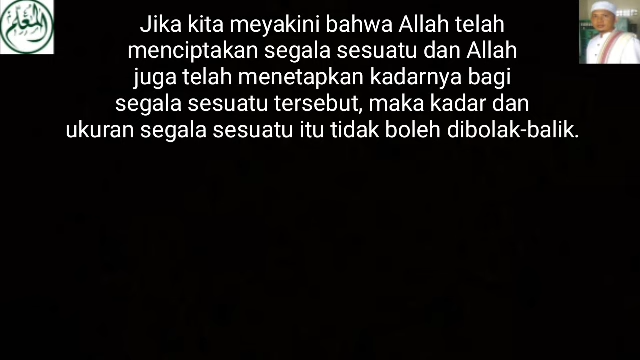 Jika kita meyakini bahwa Allah telah
menciptakan segala sesuatu dan Allah
juga telah menetapkan kadarnya bagi
segala sesuatu tersebut, maka kadar dan
ukuran segala sesuatu itu tidak boleh dibolak-balik.